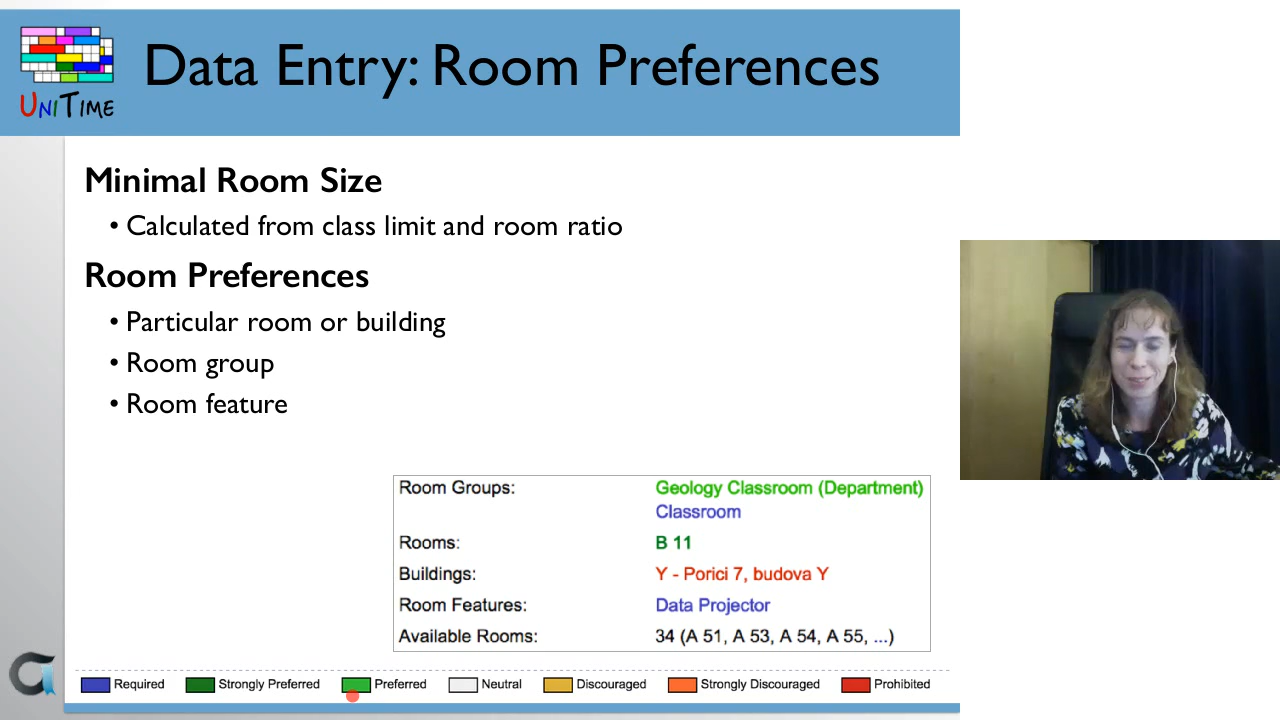 Data Entry: Room Preferences
UNITIME
Minimal Room Size
• Calculated from class limit and room ratio
Room Preferences
• Particular room or building
• Room group
• Room feature
Room Groups: Geology Classroom (Department)
Classroom
Rooms: B 11
Buildings: Y - Porici 7, budova Y
Room Features: Data Projector
Available Rooms: 34 (A 51, A 53, A 54, A 55, ...)
Required Strongly Preferred Preferred Neutral Discouraged Strongly Discouraged Prohibited